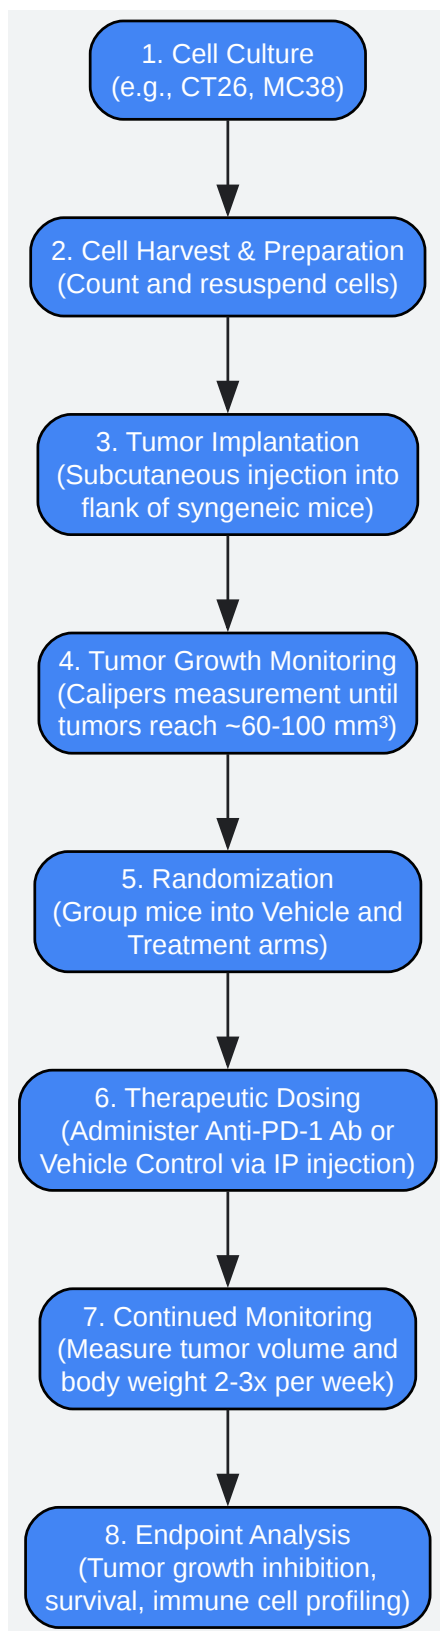 1. Cell Culture
(e.g., CT26, MC38)
2. Cell Harvest & Preparation
(Count and resuspend cells)
3. Tumor Implantation
(Subcutaneous injection into
flank of syngeneic mice)
4. Tumor Growth Monitoring
(Calipers measurement until
tumors reach ~60-100 mm³)
5. Randomization
(Group mice into Vehicle and
Treatment arms)
6. Therapeutic Dosing
(Administer Anti-PD-1 Ab or
Vehicle Control via IP injection)
7. Continued Monitoring
(Measure tumor volume and
body weight 2-3x per week)
8. Endpoint Analysis
(Tumor growth inhibition,
survival, immune cell profiling)